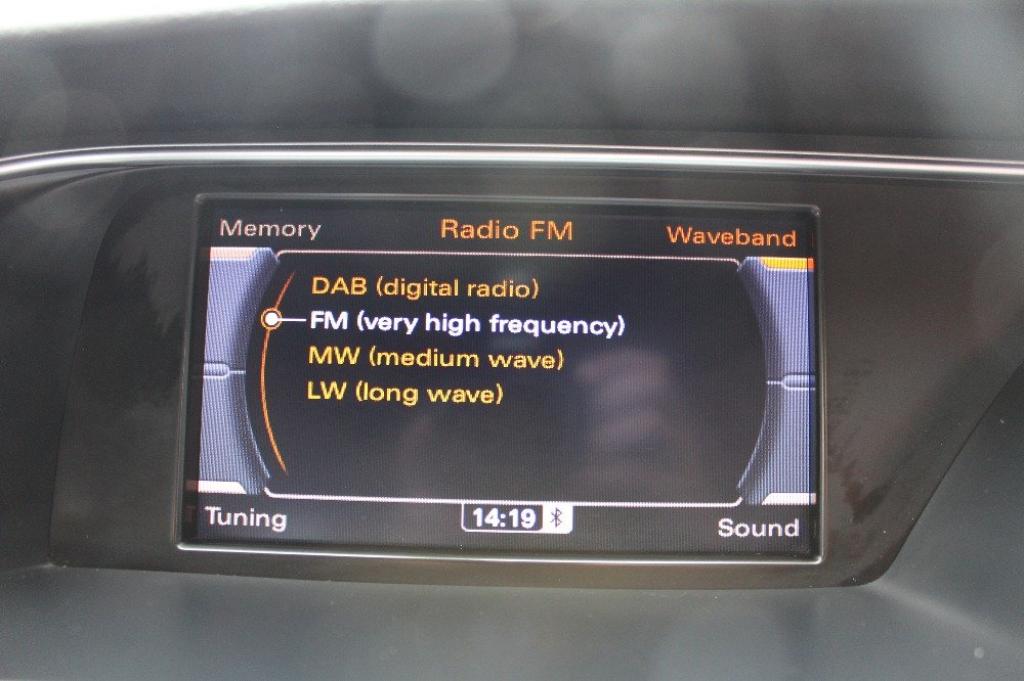 Memory Radio FM Waveband
DAB (digital radio)
FM (very high frequency)
MW (medium wave)
LW (long wave)
Tuning 14:19 Sound